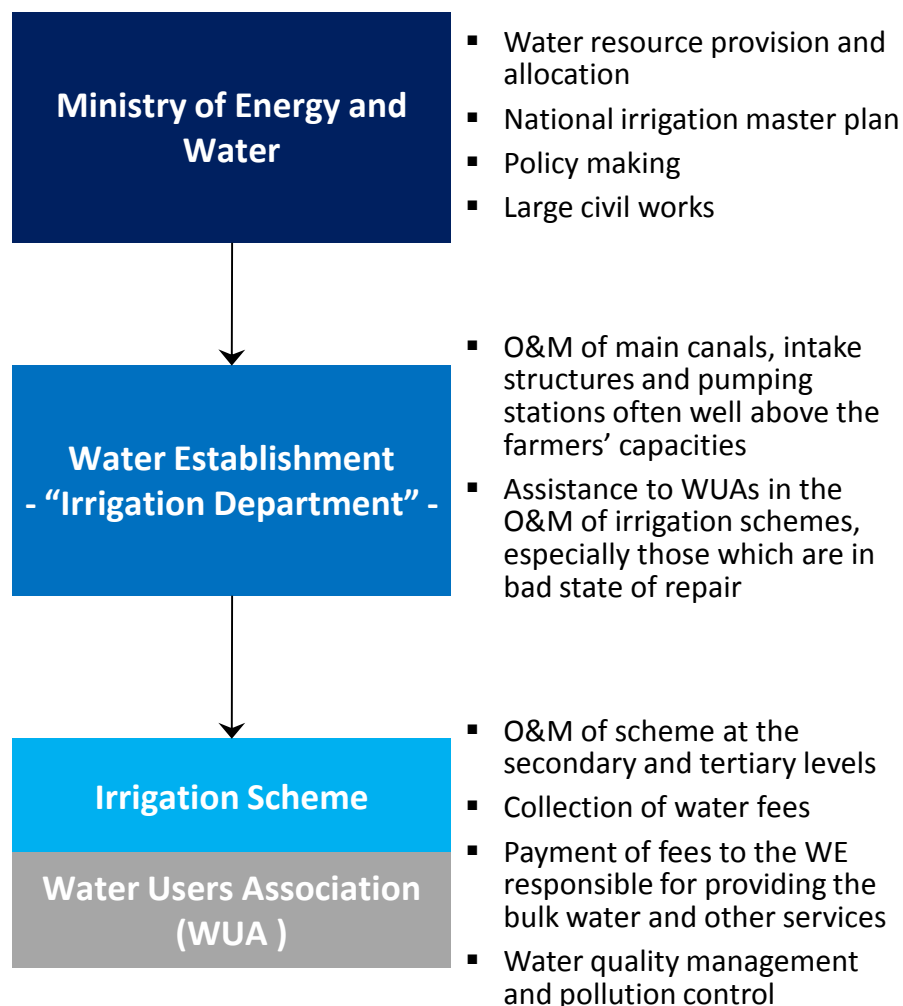 Ministry of Energy and
Water
▪ Water resource provision and
allocation
▪ National irrigation master plan
▪ Policy making
▪ Large civil works
Water Establishment
- “Irrigation Department” -
▪ O&M of main canals, intake
structures and pumping
stations often well above the
farmers’ capacities
▪ Assistance to WUAs in the
O&M of irrigation schemes,
especially those which are in
bad state of repair
Irrigation Scheme
Water Users Association
(WUA )
▪ O&M of scheme at the
secondary and tertiary levels
▪ Collection of water fees
▪ Payment of fees to the WE
responsible for providing the
bulk water and other services
▪ Water quality management
and pollution control